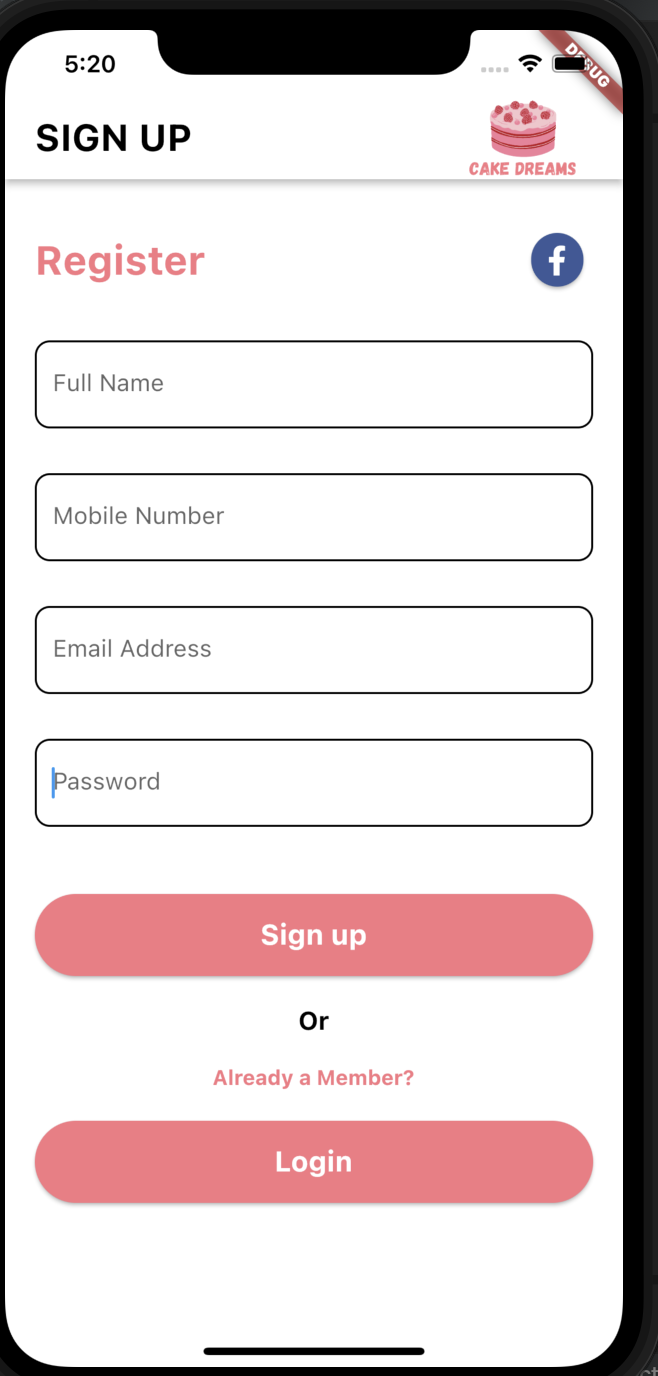 5:20
DEBUG
SIGN UP
CAKE DREAMS
Register
f
Full Name
Mobile Number
Email Address
Password
Sign up
Or
Already a Member?
Login